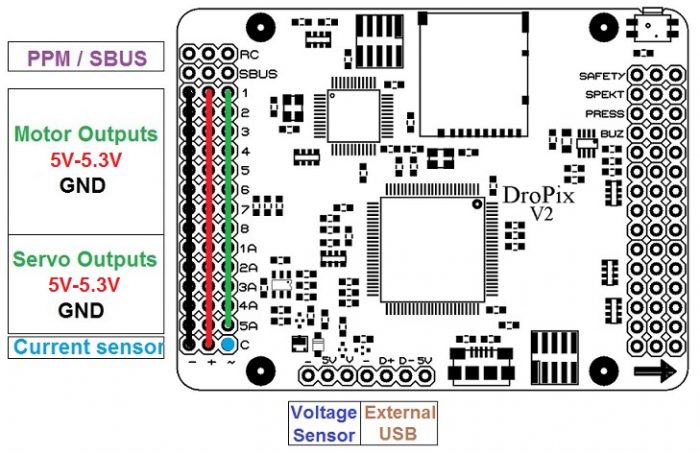 PPM / SBUS
Motor Outputs
5V-5.3V
GND
Servo Outputs
5V-5.3V
GND
Current sensor
RC
SBUS
1
2
3
4
5
6
7
8
1A
2A
3A
4A
5A
C
- + ~
SAFETY
SPEKT
PRESS
BUZ
DroPix
V2
- 5V V - D+ D- 5V
Voltage
Sensor
External
USB